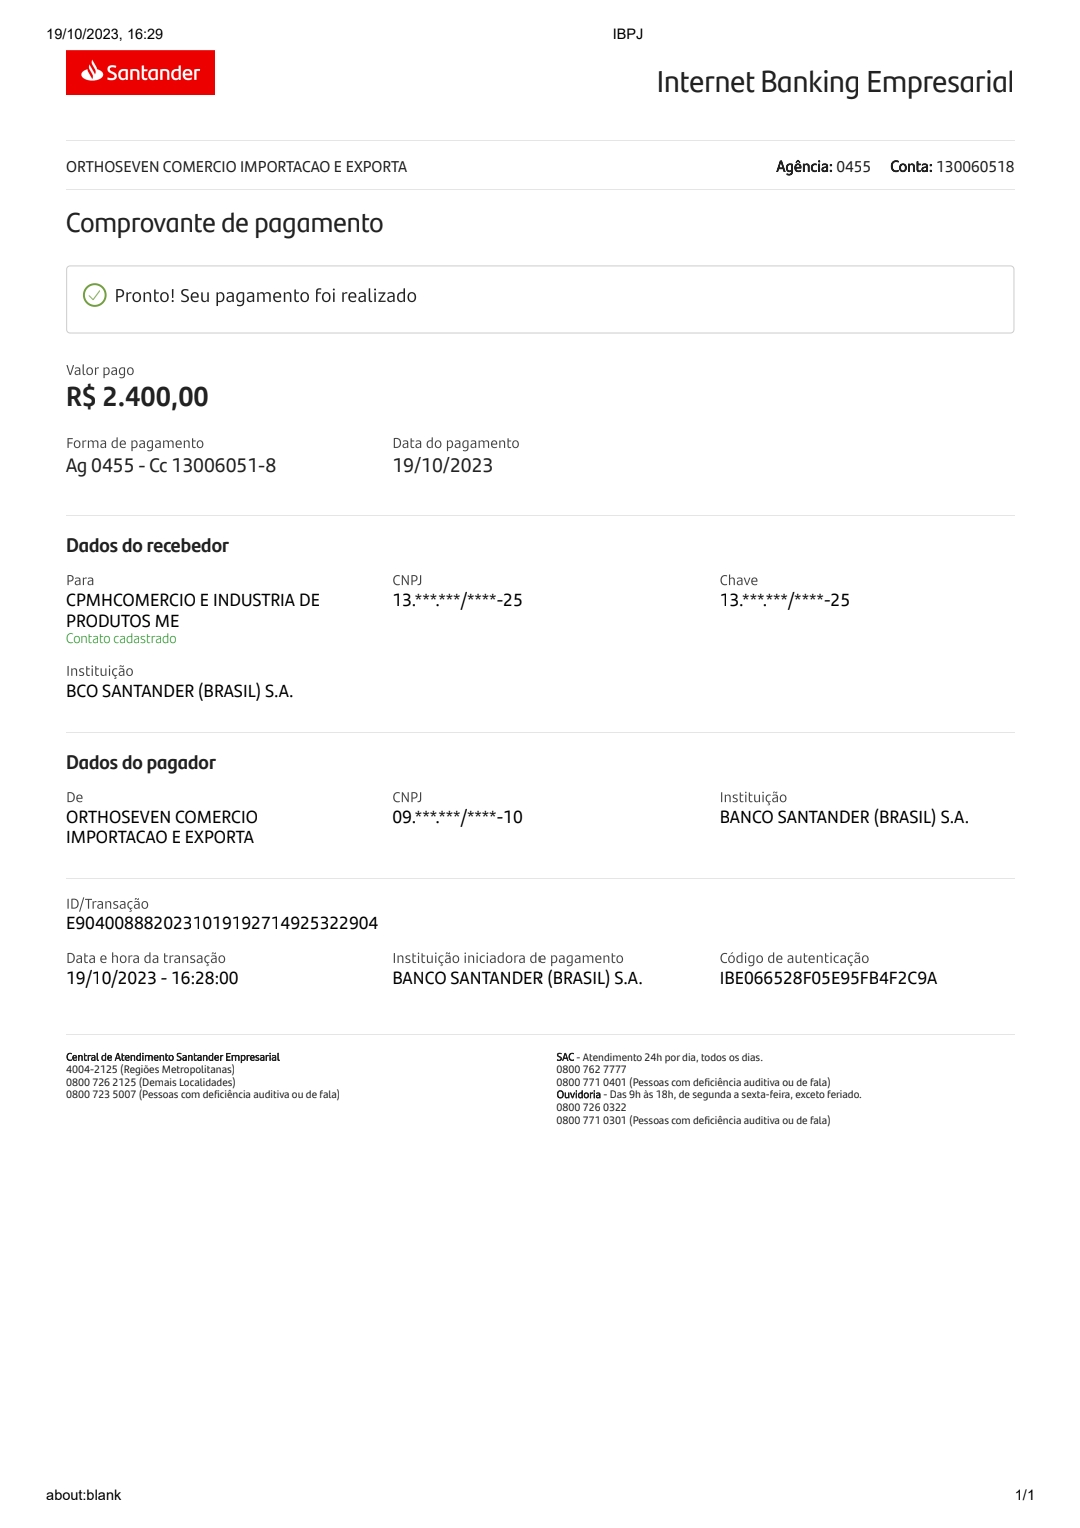 19/10/2023, 16:29 IBPJ
Santander
Internet Banking Empresarial
ORTHOSEVEN COMERCIO IMPORTACAO E EXPORTA Agência: 0455 Conta: 130060518
Comprovante de pagamento
Pronto! Seu pagamento foi realizado
Valor pago
R$ 2.400,00
Forma de pagamento Data do pagamento
Ag 0455 - Cc 13006051-8 19/10/2023
Dados do recebedor
Para CNPJ Chave
CPMHCOMERCIO E INDUSTRIA DE 13.***.***/****-25 13.***.***/****-25
PRODUTOS ME
Contato cadastrado
Instituição
BCO SANTANDER (BRASIL) S.A.
Dados do pagador
De CNPJ Instituição
ORTHOSEVEN COMERCIO 09.***.***/****-10 BANCO SANTANDER (BRASIL) S.A.
IMPORTACAO E EXPORTA
ID/Transação
E9040088820231019192714925322904
Data e hora da transação Instituição iniciadora de pagamento Código de autenticação
19/10/2023 - 16:28:00 BANCO SANTANDER (BRASIL) S.A. IBE066528F05E95FB4F2C9A
Central de Atendimento Santander Empresarial
4004-2125 (Regiões Metropolitanas)
0800 726 2125 (Demais Localidades)
0800 723 5007 (Pessoas com deficiência auditiva ou de fala)
SAC - Atendimento 24h por dia, todos os dias.
0800 762 7777
0800 771 0401 (Pessoas com deficiência auditiva ou de fala)
Ouvidoria - Das 9h às 18h, de segunda a sexta-feira, exceto feriado.
0800 726 0322
0800 771 0301 (Pessoas com deficiência auditiva ou de fala)
about:blank 1/1